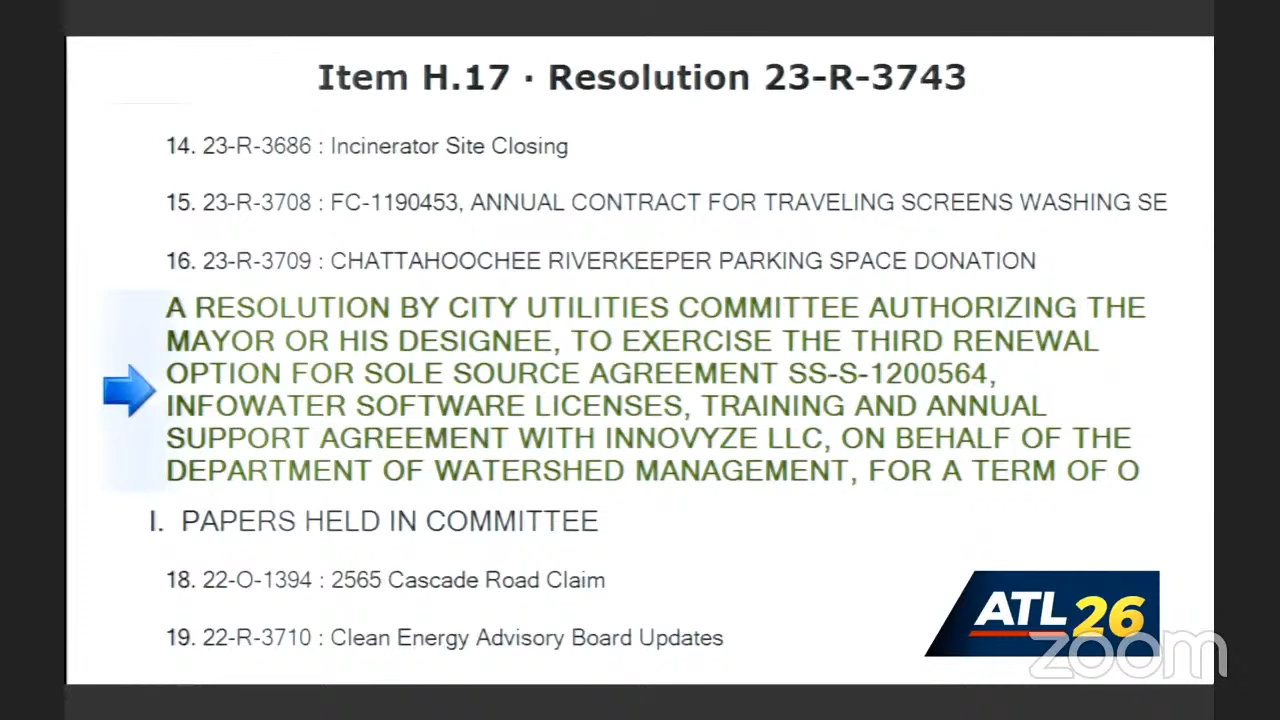 Item H.17 · Resolution 23-R-3743
14. 23-R-3686 : Incinerator Site Closing
15. 23-R-3708 : FC-1190453, ANNUAL CONTRACT FOR TRAVELING SCREENS WASHING SE
16. 23-R-3709 : CHATTAHOOCHEE RIVERKEEPER PARKING SPACE DONATION
A RESOLUTION BY CITY UTILITIES COMMITTEE AUTHORIZING THE
MAYOR OR HIS DESIGNEE, TO EXERCISE THE THIRD RENEWAL
OPTION FOR SOLE SOURCE AGREEMENT SS-S-1200564,
INFOWATER SOFTWARE LICENSES, TRAINING AND ANNUAL
SUPPORT AGREEMENT WITH INNOVYZE LLC, ON BEHALF OF THE
DEPARTMENT OF WATERSHED MANAGEMENT, FOR A TERM OF O
I. PAPERS HELD IN COMMITTEE
18. 22-O-1394 : 2565 Cascade Road Claim
19. 22-R-3710 : Clean Energy Advisory Board Updates
ATL 26
zoom